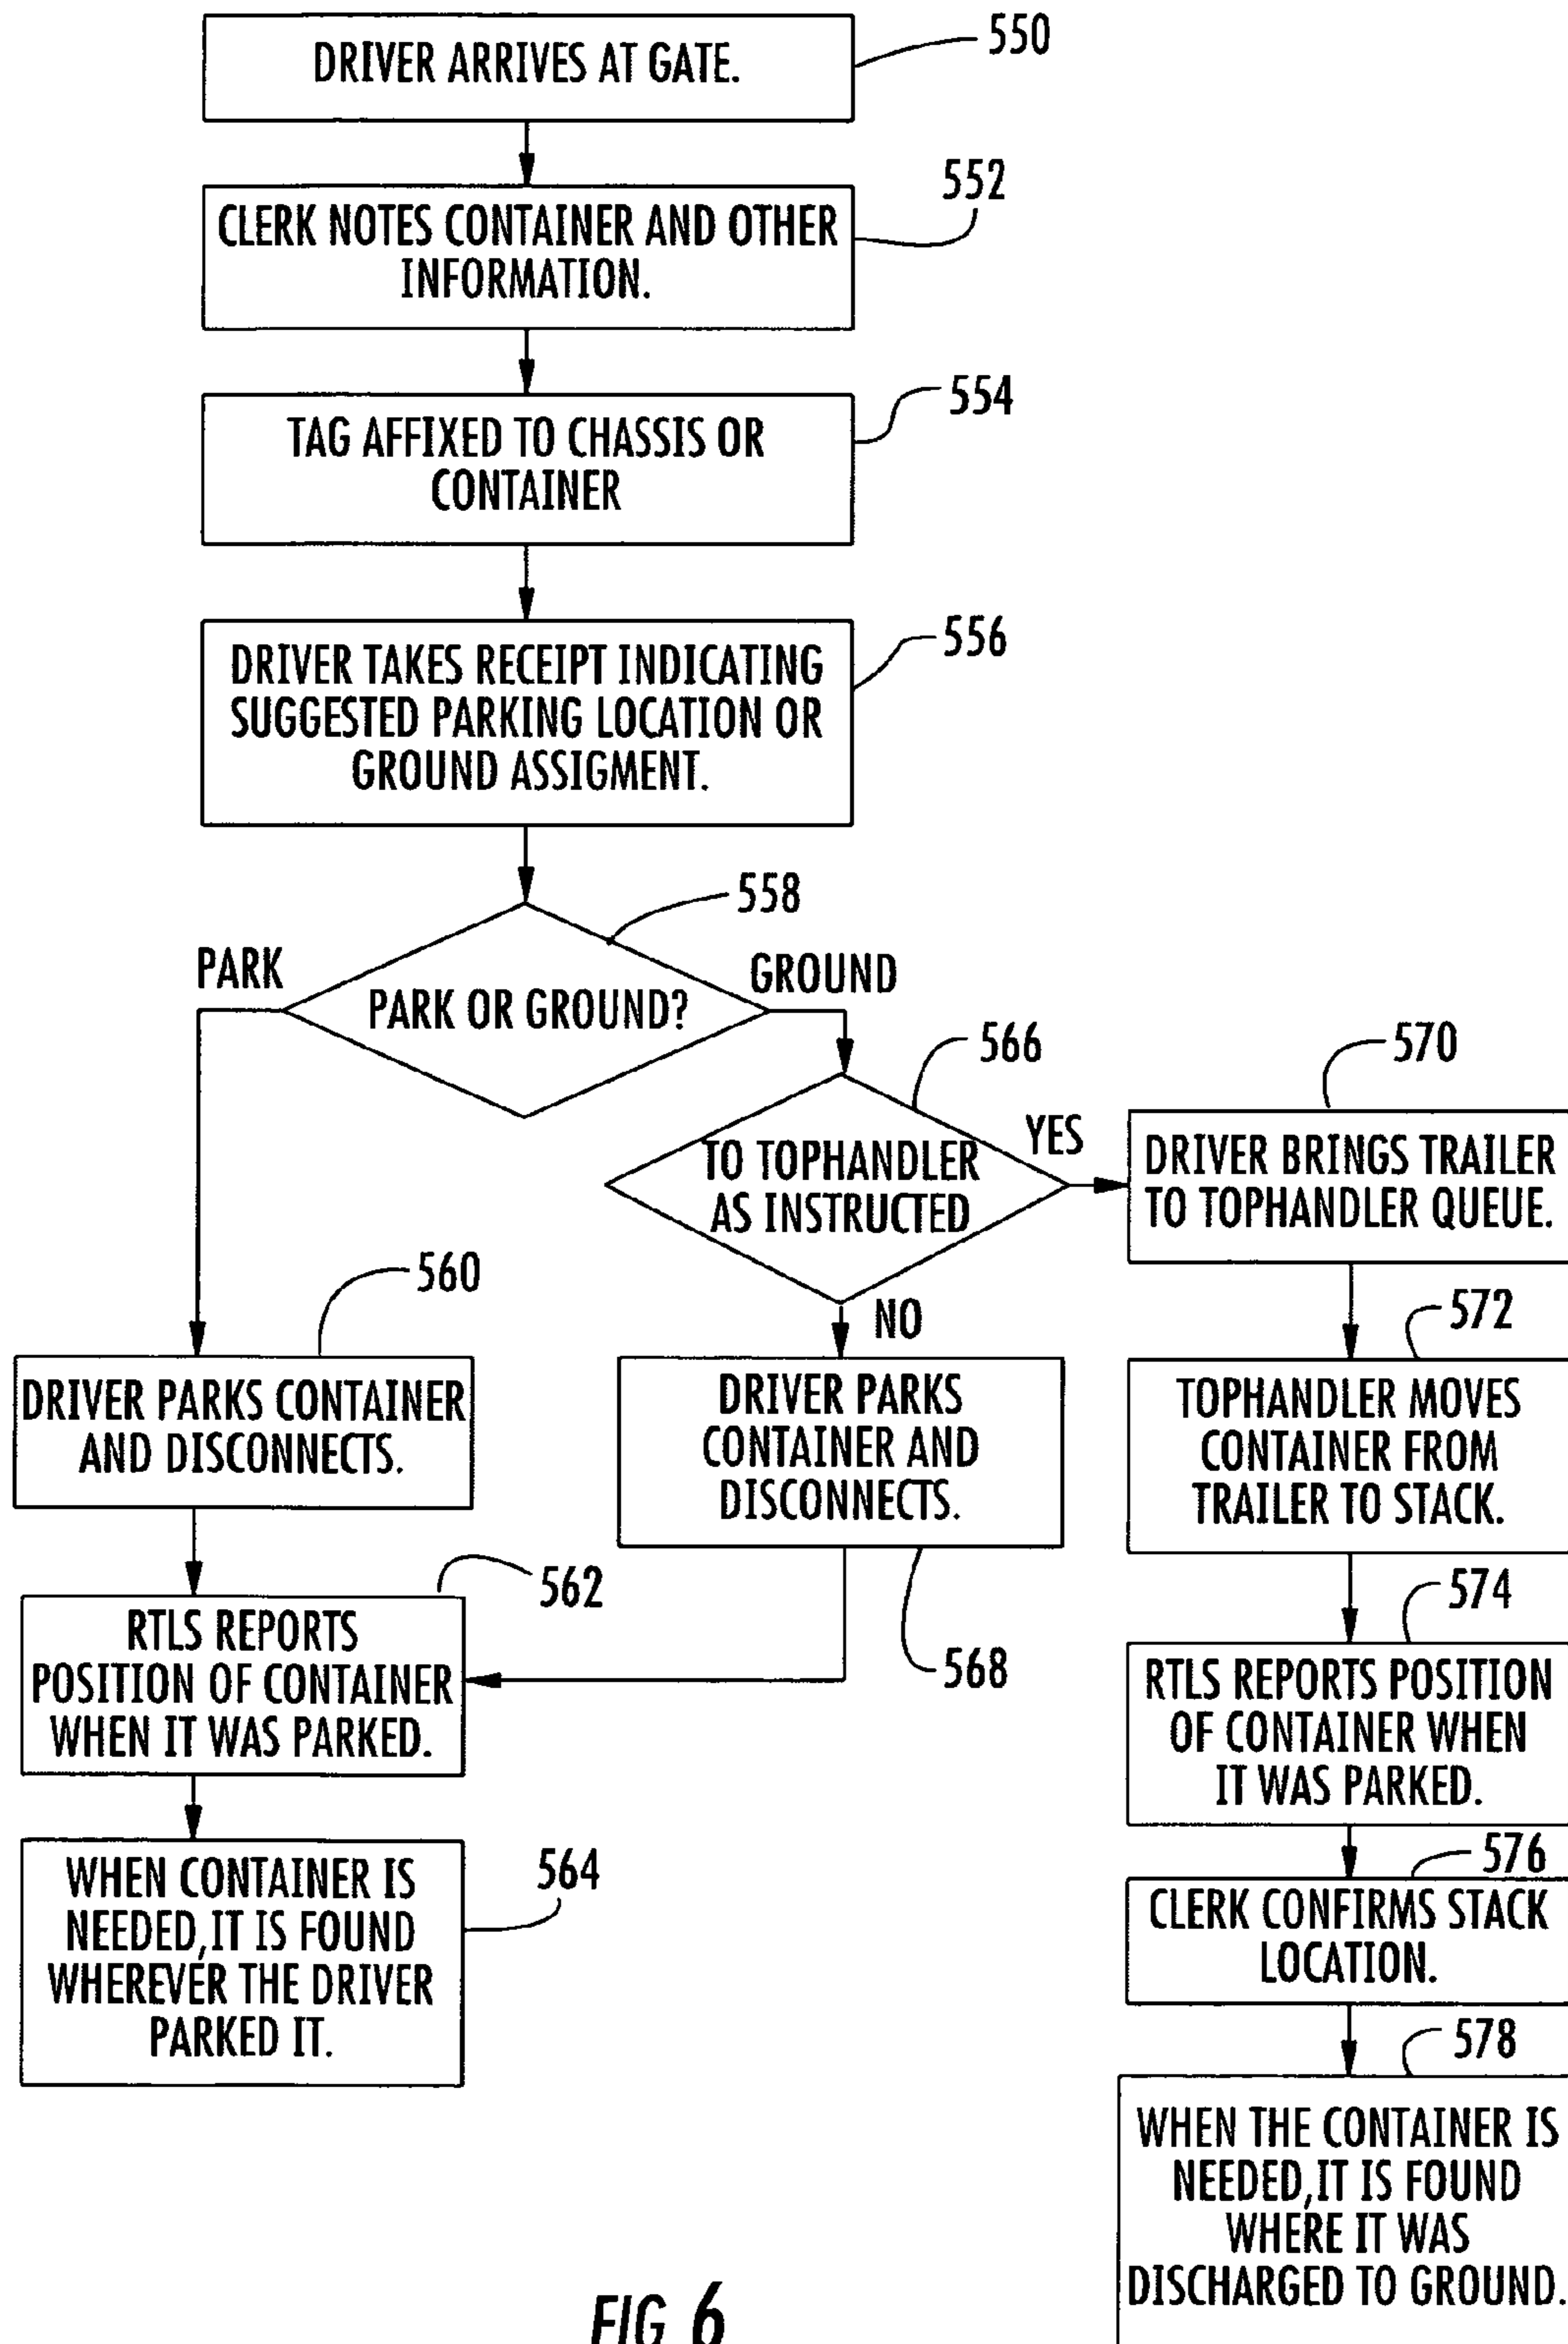 DRIVER ARRIVES AT GATE.
550
CLERK NOTES CONTAINER AND OTHER
INFORMATION.
552
TAG AFFIXED TO CHASSIS OR
CONTAINER
554
DRIVER TAKES RECEIPT INDICATING
SUGGESTED PARKING LOCATION OR
GROUND ASSIGMENT.
556
558
PARK
PARK OR GROUND?
GROUND
566
TO TOPHANDLER
AS INSTRUCTED
YES
NO
560
DRIVER PARKS CONTAINER
AND DISCONNECTS.
562
RTLS REPORTS
POSITION OF CONTAINER
WHEN IT WAS PARKED.
WHEN CONTAINER IS
NEEDED,IT IS FOUND
WHEREVER THE DRIVER
PARKED IT.
564
DRIVER PARKS
CONTAINER AND
DISCONNECTS.
568
570
DRIVER BRINGS TRAILER
TO TOPHANDLER QUEUE.
572
TOPHANDLER MOVES
CONTAINER FROM
TRAILER TO STACK.
574
RTLS REPORTS POSITION
OF CONTAINER WHEN
IT WAS PARKED.
576
CLERK CONFIRMS STACK
LOCATION.
578
WHEN THE CONTAINER IS
NEEDED,IT IS FOUND
WHERE IT WAS
DISCHARGED TO GROUND.
FIG 6